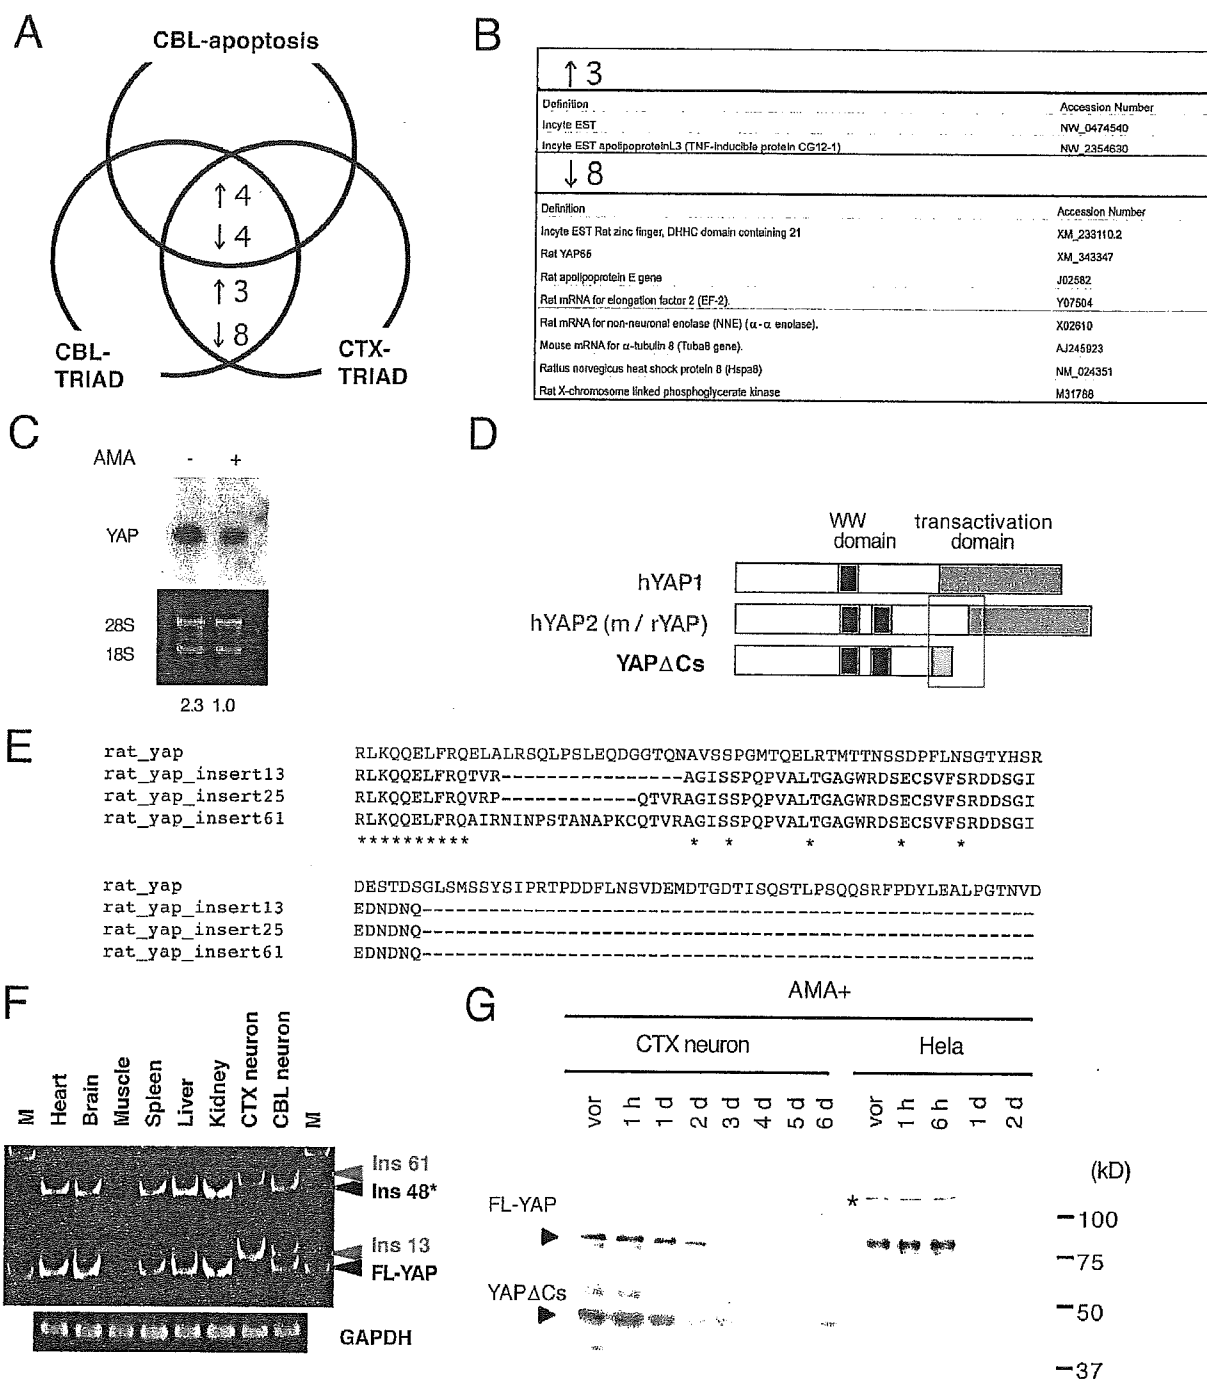 A
CBL-apoptosis
↑ 4
↓ 4
↑ 3
↓ 8
CBL-
TRIAD
CTX-
TRIAD
B
↑ 3
Definition Accession Number
Incyte EST NW_0474540
Incyte EST apolipoproteinL3 (TNF-inducible protein CG12-1) NW_2354630
↓ 8
Definition Accession Number
Incyte EST Rat zinc finger, DHHC domain containing 21 XM_233110.2
Rat YAP65 XM_343347
Rat apolipoprotein E gene J02582
Rat mRNA for elongation factor 2 (EF-2). Y07504
Rat mRNA for non-neuronal enolase (NNE) (α-α enolase). X02610
Mouse mRNA for α-tubulin 8 (Tuba8 gene). AJ245923
Rattus norvegicus heat shock protein 8 (Hspa8) NM_024351
Rat X-chromosome linked phosphoglycerate kinase M31788
C
AMA - +
YAP
28S
18S
2.3 1.0
D
WW domain
transactivation domain
hYAP1
hYAP2 (m / rYAP)
YAPΔCs
E
rat_yap RLKQQELFRQELALRSQLPSLEQDGGTQNAVSSPGMTQELRTMTTNSSDPFLNSGTYHSR
rat_yap_insert13 RLKQQELFRQTVR----------------AGISSPQPVALTGAGWRDSECSVFSRDDSGI
rat_yap_insert25 RLKQQELFRQVRP------------QTVRAGISSPQPVALTGAGWRDSECSVFSRDDSGI
rat_yap_insert61 RLKQQELFRQAIRNINPSTANAPKCQTVRAGISSPQPVALTGAGWRDSECSVFSRDDSGI
********** * * * * *
rat_yap DESTDSGLSMSSYSIPRTPDDFLNSVDEMDTGDTISQSTLPSQQSRFPDYLEALPGTNVD
rat_yap_insert13 EDNDNQ------------------------------------------------------
rat_yap_insert25 EDNDNQ------------------------------------------------------
rat_yap_insert61 EDNDNQ------------------------------------------------------
F
M Heart Brain Muscle Spleen Liver Kidney CTX neuron CBL neuron M
Ins 61
Ins 48*
Ins 13
FL-YAP
GAPDH
G
AMA+
CTX neuron Hela
vor 1 h 1 d 2 d 3 d 4 d 5 d 6 d vor 1 h 6 h 1 d 2 d
(kD)
FL-YAP
*
100
75
YAPΔCs
50
37